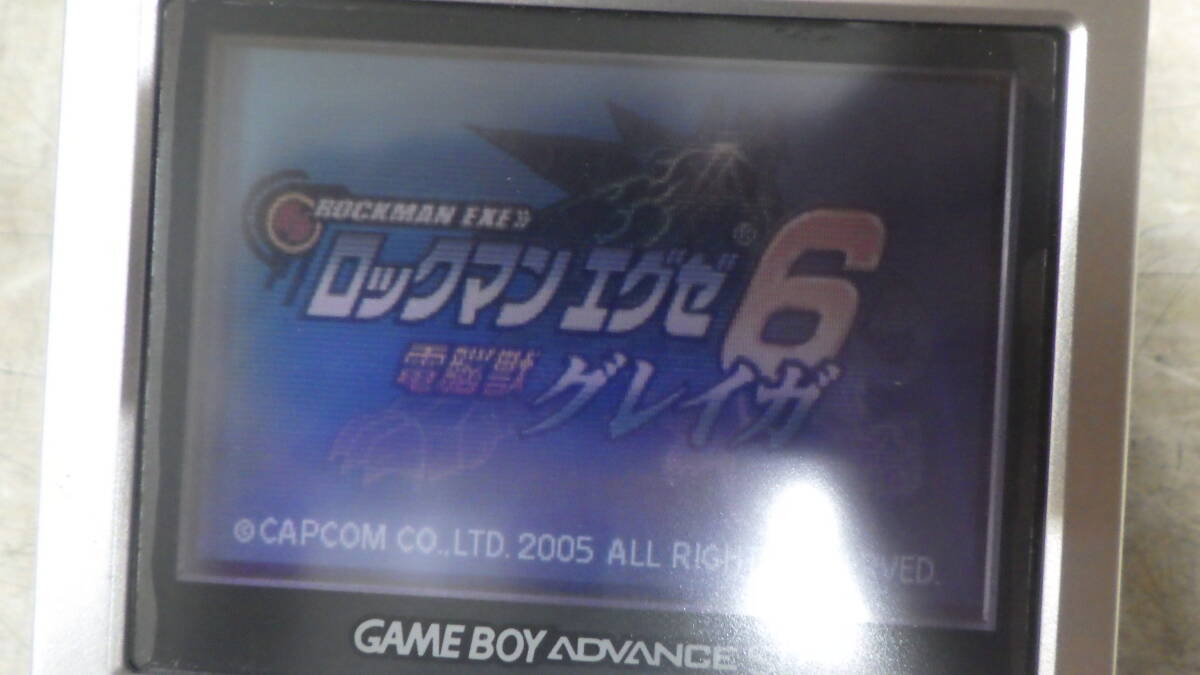 ROCKMAN EXE
ロックマン エグゼ 6 ®
電脳獣 グレイガ
© CAPCOM CO.,LTD. 2005 ALL RIGH VED.
GAME BOY ADVANCE